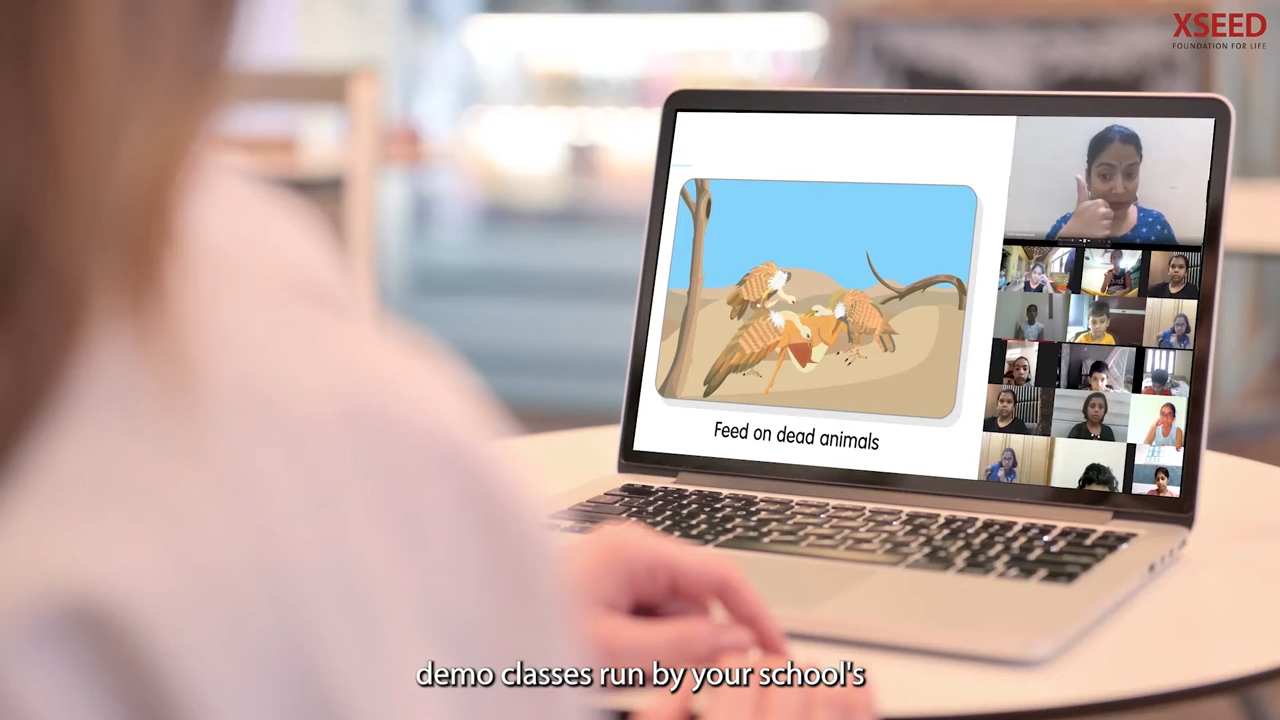 XSEED
FOUNDATION FOR LIFE
Feed on dead animals
demo classes run by your school's